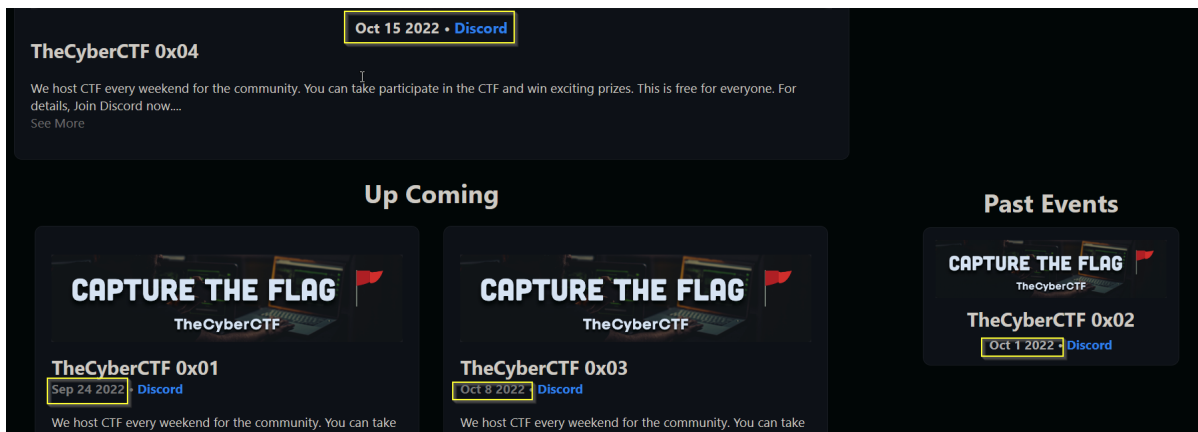 Oct 15 2022 • Discord
TheCyberCTF 0x04
We host CTF every weekend for the community. You can take participate in the CTF and win exciting prizes. This is free for everyone. For
details, Join Discord now....
See More
Up Coming
CAPTURE THE FLAG
TheCyberCTF
TheCyberCTF 0x01
Sep 24 2022 • Discord
We host CTF every weekend for the community. You can take
CAPTURE THE FLAG
TheCyberCTF
TheCyberCTF 0x03
Oct 8 2022 • Discord
We host CTF every weekend for the community. You can take
Past Events
CAPTURE THE FLAG
TheCyberCTF
TheCyberCTF 0x02
Oct 1 2022 • Discord